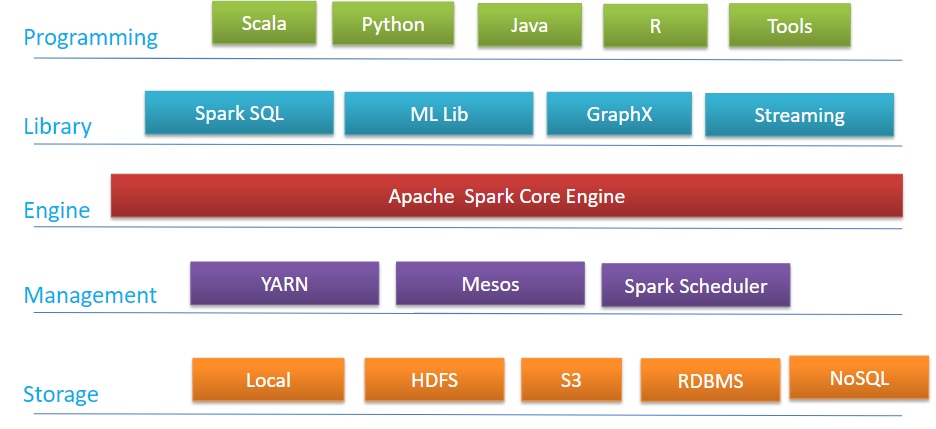 Programming
Scala
Python
Java
R
Tools
Library
Spark SQL
ML Lib
GraphX
Streaming
Engine
Apache  Spark Core Engine
Management
YARN
Mesos
Spark Scheduler
Storage
Local
HDFS
S3
RDBMS
NoSQL